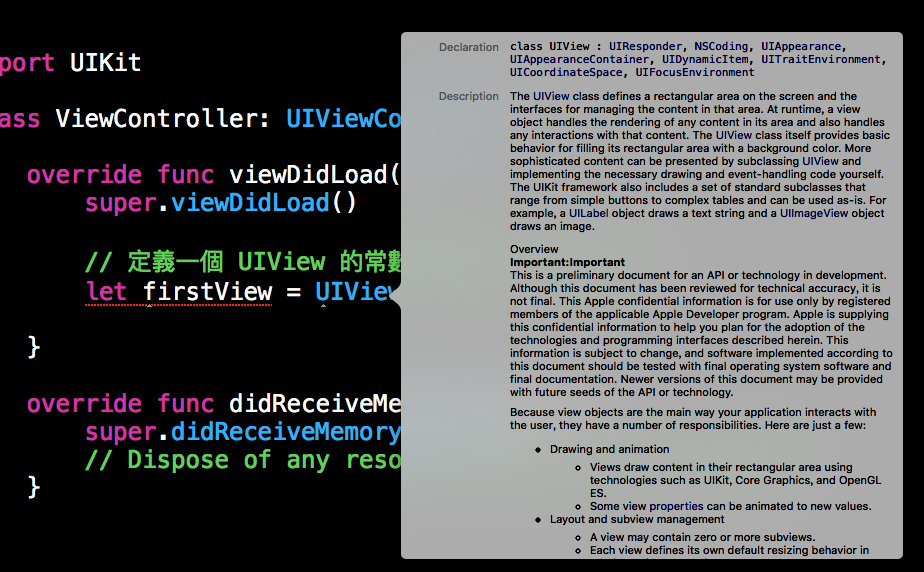 port UIKit
ass ViewController: UIViewCo
override func viewDidLoad(
super.viewDidLoad()
// 定義一個 UIView 的常數
let firstView = UIView
}
override func didReceiveMe
super.didReceiveMemory
// Dispose of any reso
}
Declaration class UIView : UIResponder, NSCoding, UIAppearance,
UIAppearanceContainer, UIDynamicItem, UITraitEnvironment,
UICoordinateSpace, UIFocusEnvironment
Description The UIView class defines a rectangular area on the screen and the
interfaces for managing the content in that area. At runtime, a view
object handles the rendering of any content in its area and also handles
any interactions with that content. The UIView class itself provides basic
behavior for filling its rectangular area with a background color. More
sophisticated content can be presented by subclassing UIView and
implementing the necessary drawing and event-handling code yourself.
The UIKit framework also includes a set of standard subclasses that
range from simple buttons to complex tables and can be used as-is. For
example, a UILabel object draws a text string and a UIImageView object
draws an image.
Overview
Important:Important
This is a preliminary document for an API or technology in development.
Although this document has been reviewed for technical accuracy, it is
not final. This Apple confidential information is for use only by registered
members of the applicable Apple Developer program. Apple is supplying
this confidential information to help you plan for the adoption of the
technologies and programming interfaces described herein. This
information is subject to change, and software implemented according to
this document should be tested with final operating system software and
final documentation. Newer versions of this document may be provided
with future seeds of the API or technology.
Because view objects are the main way your application interacts with
the user, they have a number of responsibilities. Here are just a few:
• Drawing and animation
◦ Views draw content in their rectangular area using
technologies such as UIKit, Core Graphics, and OpenGL
ES.
◦ Some view properties can be animated to new values.
• Layout and subview management
◦ A view may contain zero or more subviews.
◦ Each view defines its own default resizing behavior in